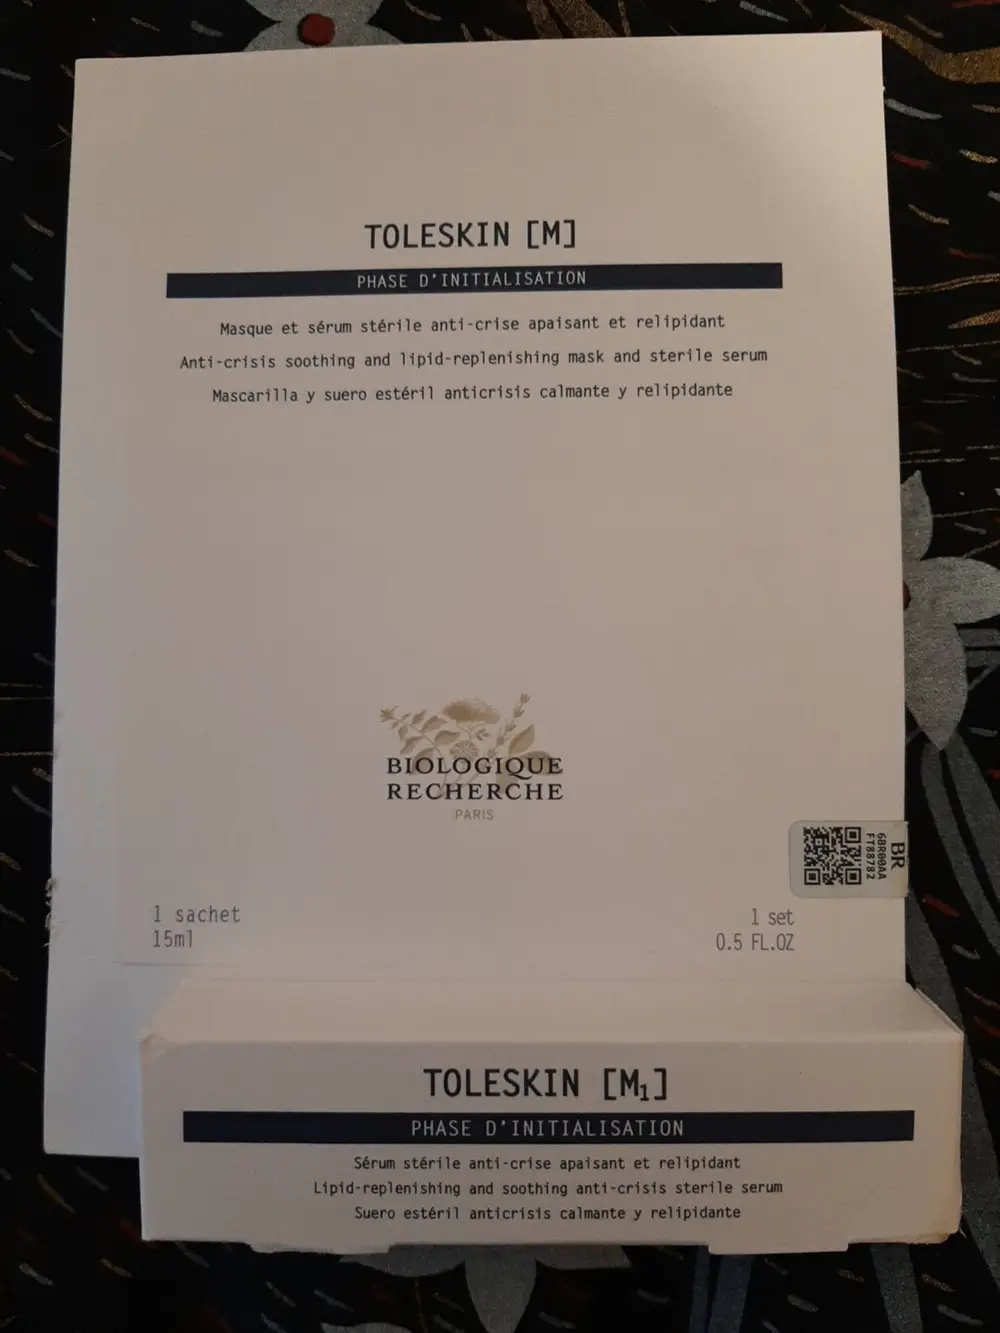 TOLESKIN [M]
PHASE D'INITIALISATION
Masque et sérum stérile anti-crise apaisant et relipidant
Anti-crisis soothing and lipid-replenishing mask and sterile serum
Mascarilla y suero estéril anticrisis calmante y relipidante
BIOLOGIQUE
RECHERCHE
PARIS
BR
6BR00AA
FT88782
1 sachet
15ml
1 set
0.5 FL.OZ
TOLESKIN [M₁]
PHASE D'INITIALISATION
Sérum stérile anti-crise apaisant et relipidant
Lipid-replenishing and soothing anti-crisis sterile serum
Suero estéril anticrisis calmante y relipidante